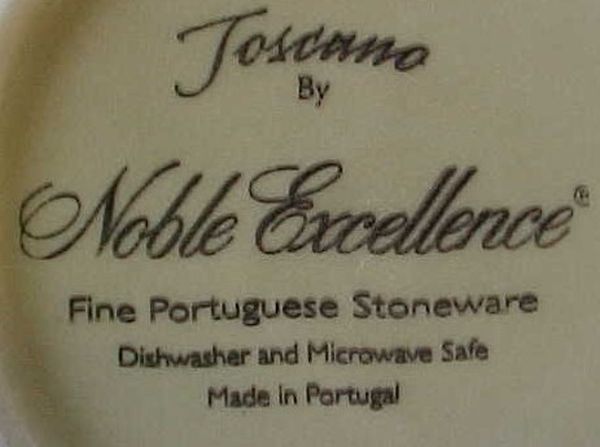 Toscano
By
Noble Excellence®
Fine Portuguese Stoneware
Dishwasher and Microwave Safe
Made in Portugal